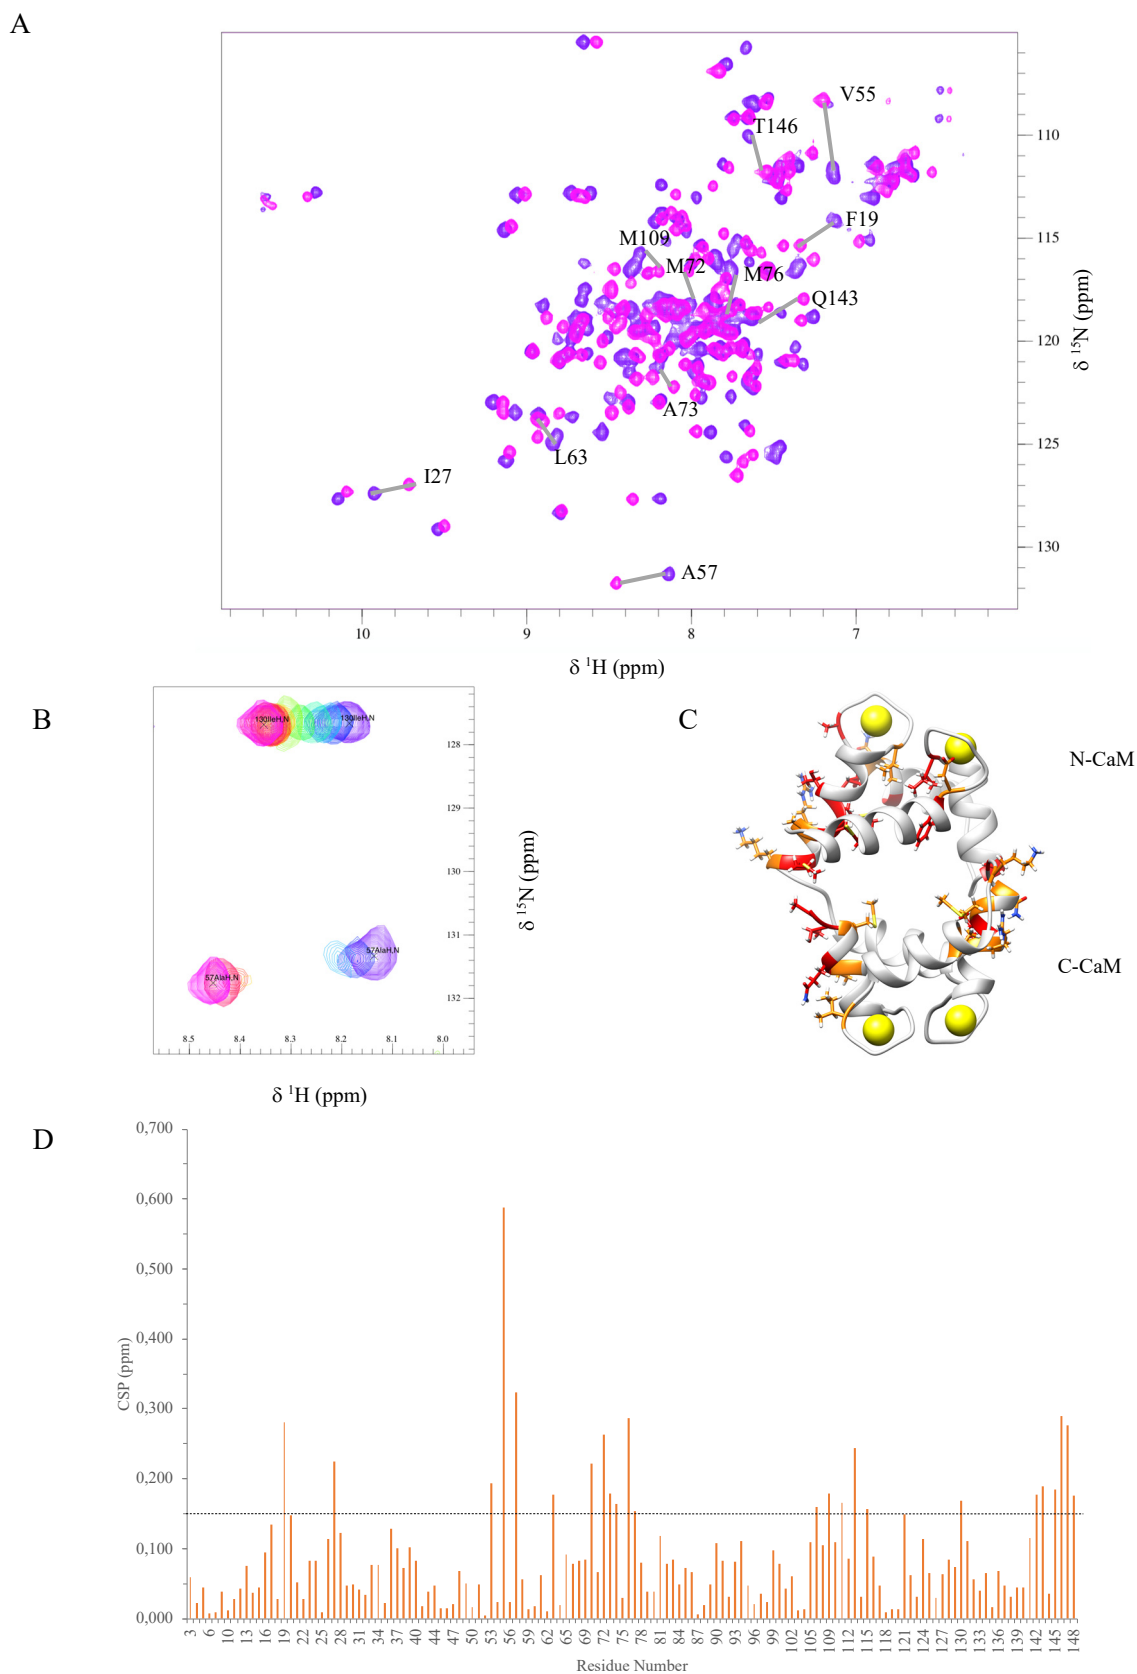 A
V55
T146
110
F19
M109
115
M72
M76
Q143
120
A73
L63
125
I27
130
A57
10
9
8
7
δ ¹H (ppm)
δ ¹⁵N (ppm)
B
130IleH,N
130IleH,N
128
129
130
131
132
57AlaH,N
57AlaH,N
8.5
8.4
8.3
8.2
8.1
8.0
δ ¹H (ppm)
δ ¹⁵N (ppm)
C
N-CaM
C-CaM
D
0,700
0,600
0,500
0,400
0,300
0,200
0,100
0,000
CSP (ppm)
3 6 10 13 16 19 22 25 28 31 34 37 40 44 47 50 53 56 59 62 65 69 72 75 78 81 84 87 90 93 96 99 102 106 109 112 115 118 121 124 127 130 133 136 139 142 145 148
Residue Number